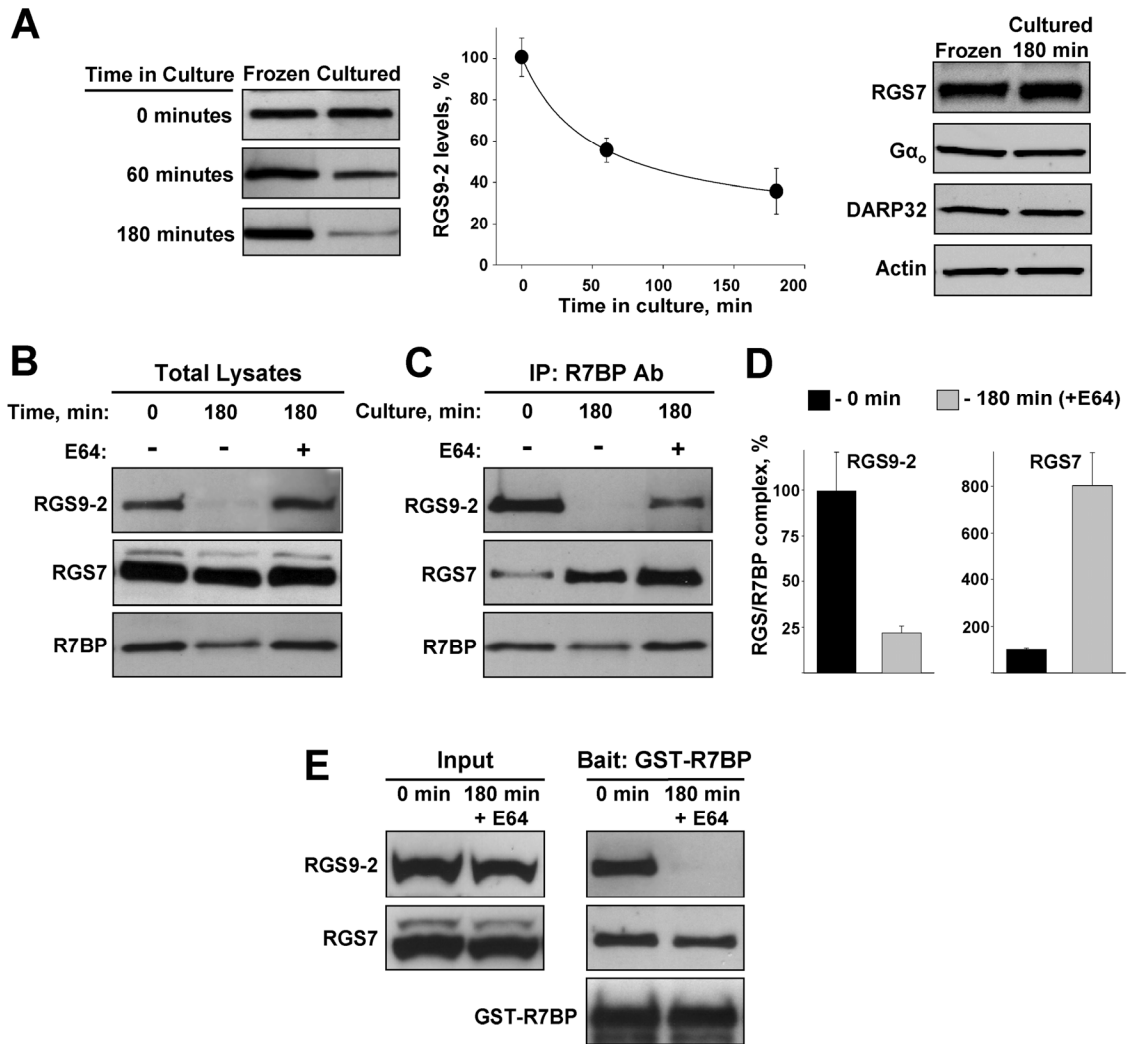 A
Time in Culture Frozen Cultured
0 minutes
60 minutes
180 minutes
RGS9-2 levels, %
100
80
60
40
20
0
0 50 100 150 200
Time in culture, min
Cultured
Frozen 180 min
RGS7
Gαo
DARP32
Actin
B
Total Lysates
Time, min: 0 180 180
E64: - - +
RGS9-2
RGS7
R7BP
C
IP: R7BP Ab
Culture, min: 0 180 180
E64: - - +
RGS9-2
RGS7
R7BP
D
- 0 min - 180 min (+E64)
RGS/R7BP complex, %
RGS9-2
100
75
50
25
RGS7
800
600
400
200
E
Input
0 min 180 min
+ E64
Bait: GST-R7BP
0 min 180 min
+ E64
RGS9-2
RGS7
GST-R7BP